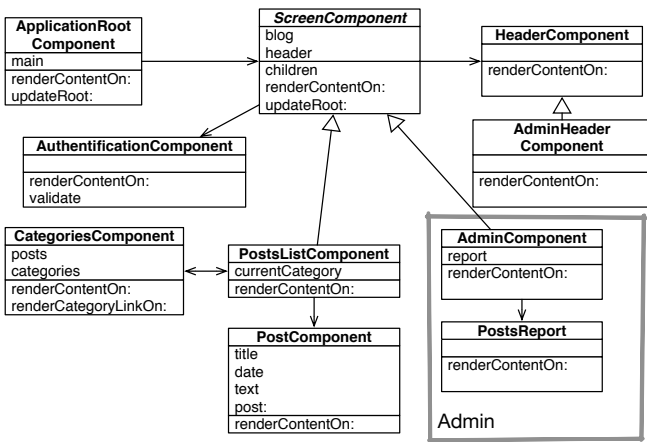 ApplicationRoot
Component
main
renderContentOn:
updateRoot:
ScreenComponent
blog
header
children
renderContentOn:
updateRoot:
HeaderComponent
renderContentOn:
AdminHeader
Component
renderContentOn:
AuthentificationComponent
renderContentOn:
validate
CategoriesComponent
posts
categories
renderContentOn:
renderCategoryLinkOn:
PostsListComponent
currentCategory
renderContentOn:
AdminComponent
report
renderContentOn:
PostComponent
title
date
text
post:
renderContentOn:
PostsReport
renderContentOn:
Admin